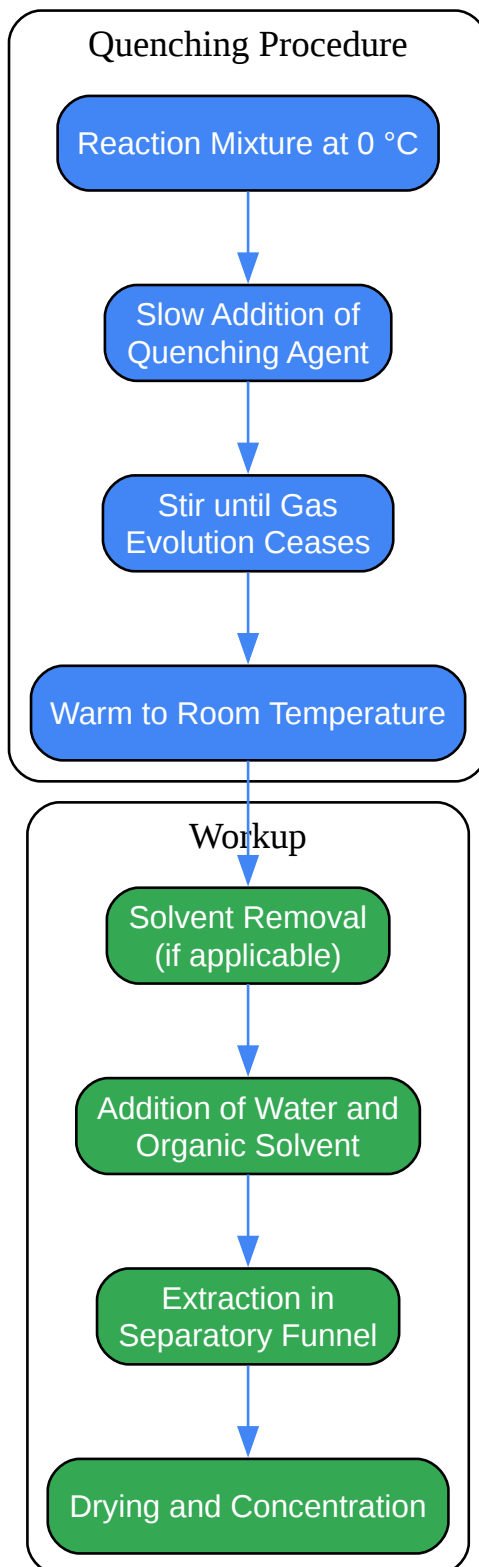 Quenching Procedure
Reaction Mixture at 0 °C
Slow Addition of
Quenching Agent
Stir until Gas
Evolution Ceases
Warm to Room Temperature
Workup
Solvent Removal
(if applicable)
Addition of Water and
Organic Solvent
Extraction in
Separatory Funnel
Drying and Concentration